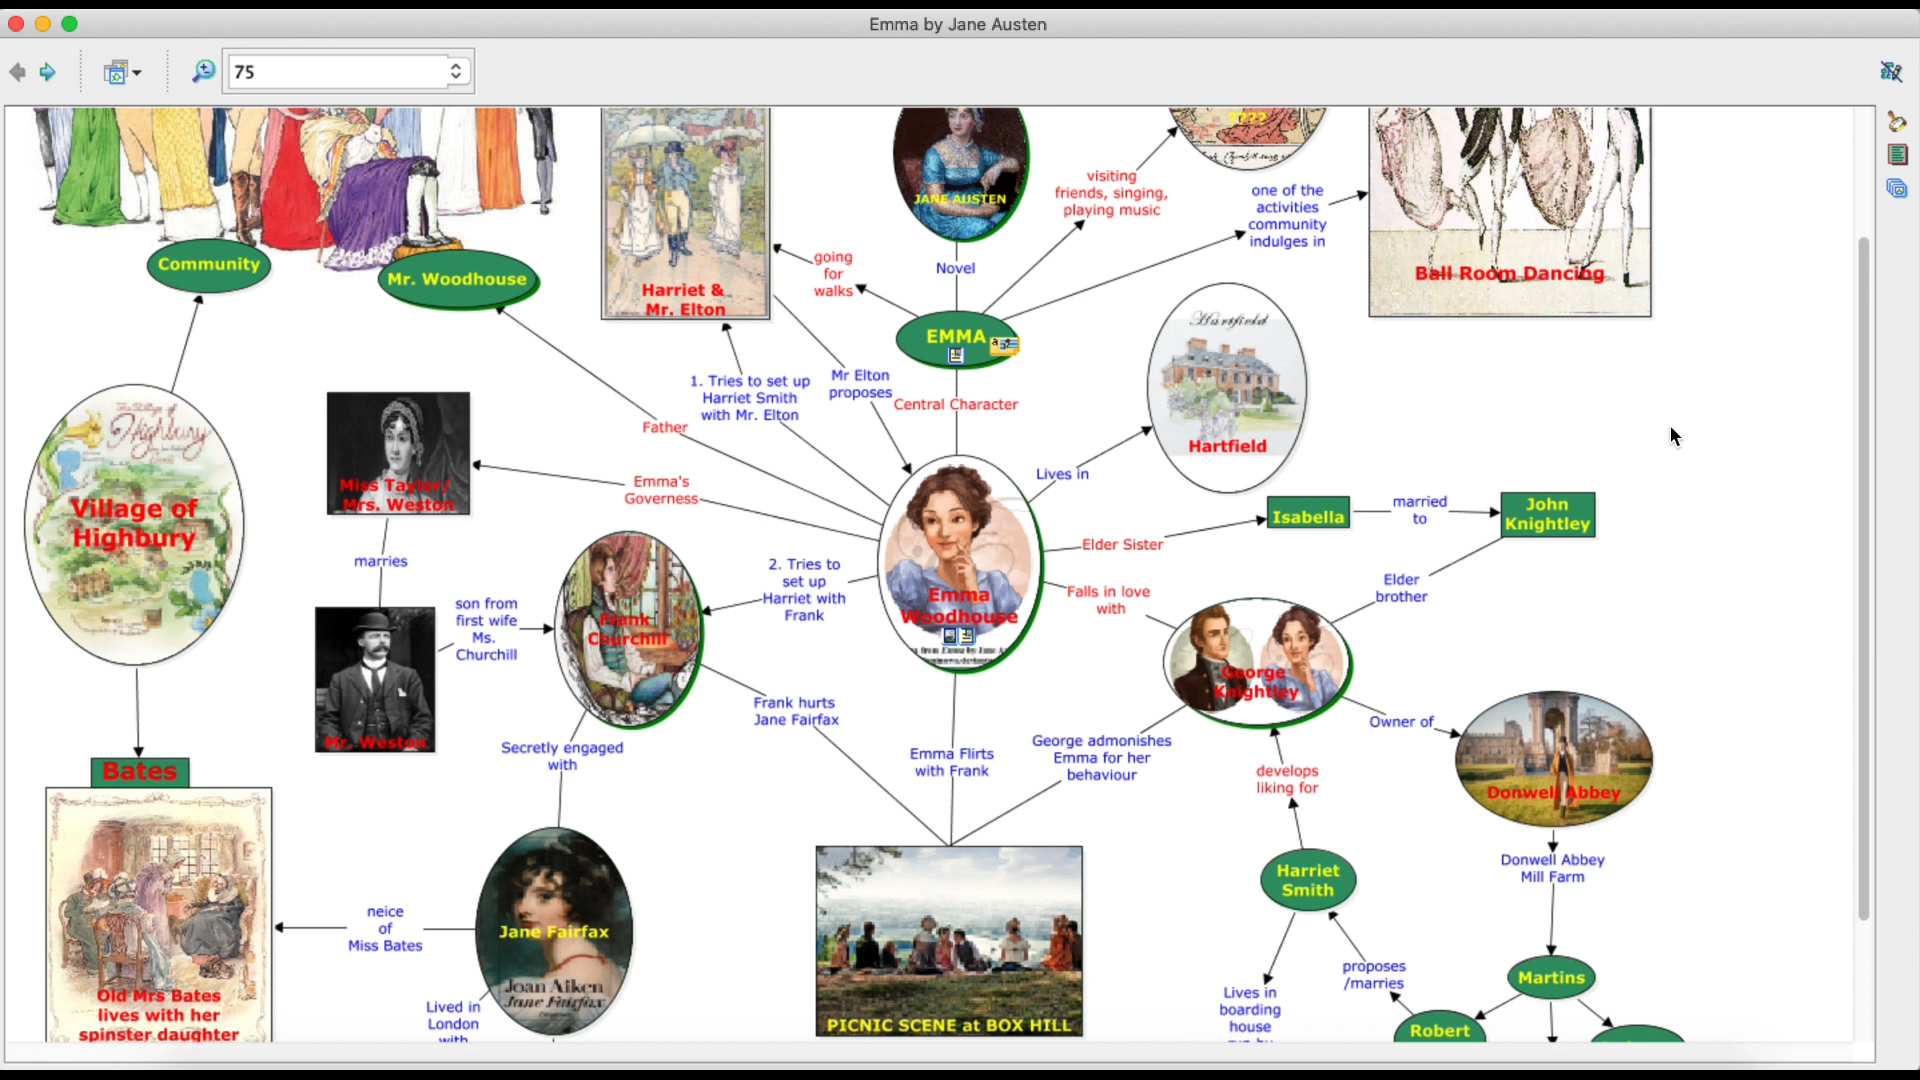 Emma by Jane Austen
75
????
JANE AUSTEN
visiting
friends, singing,
playing music
one of the
activities
community
indulges in
Ball Room Dancing
Community
Mr. Woodhouse
Harriet &
Mr. Elton
going
for
walks
Novel
EMMA
Hartfield
Hartfield
1. Tries to set up
Harriet Smith
with Mr. Elton
Mr Elton
proposes
Central Character
Father
Lives in
The Village of
Highbury
Village of
Highbury
Miss Taylor/
Mrs. Weston
Emma's
Governess
Isabella
married
to
John
Knightley
Elder Sister
marries
2. Tries to
set up
Harriet with
Frank
Emma
Woodhouse
Falls in love
with
Elder
brother
son from
first wife
Ms.
Churchill
Frank
Churchill
George
Knightley
Mr. Weston
Frank hurts
Jane Fairfax
Emma Flirts
with Frank
George admonishes
Emma for her
behaviour
Owner of
Secretly engaged
with
develops
liking for
Donwell Abbey
Bates
Donwell Abbey
Mill Farm
Harriet
Smith
neice
of
Miss Bates
Jane Fairfax
Joan Aiken
Jane Fairfax
proposes
/marries
Martins
Old Mrs Bates
lives with her
spinster daughter
Lived in
London
with
PICNIC SCENE at BOX HILL
Lives in
boarding
house
run by
Robert